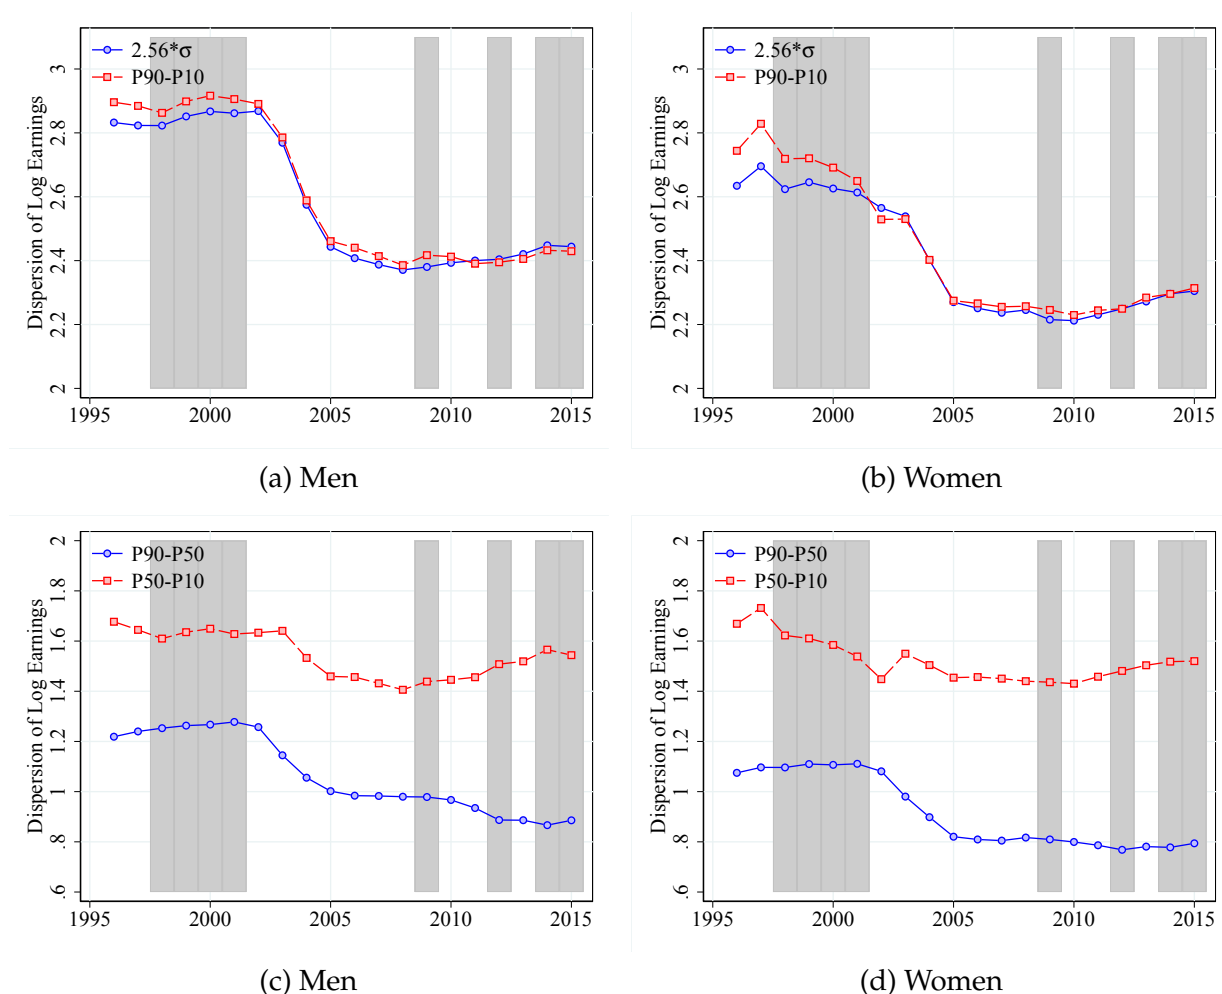 Dispersion of Log Earnings
2 2.2 2.4 2.6 2.8 3
2.56*σ
P90-P10
1995 2000 2005 2010 2015
(a) Men
Dispersion of Log Earnings
2 2.2 2.4 2.6 2.8 3
2.56*σ
P90-P10
1995 2000 2005 2010 2015
(b) Women
Dispersion of Log Earnings
.6 .8 1 1.2 1.4 1.6 1.8 2
P90-P50
P50-P10
1995 2000 2005 2010 2015
(c) Men
Dispersion of Log Earnings
.6 .8 1 1.2 1.4 1.6 1.8 2
P90-P50
P50-P10
1995 2000 2005 2010 2015
(d) Women